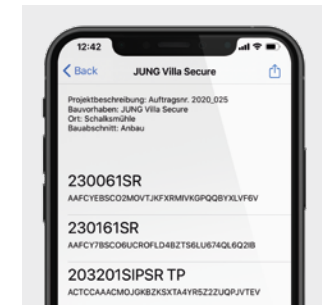 12:42
Back JUNG Villa Secure
Projektbeschreibung: Auftragsnr. 2020_025
Bauvorhaben: JUNG Villa Secure
Ort: Schalksmühle
Bauabschnitt: Anbau
230061SR
AAFCYEBSCO2MOVTJKFXRMIVKGPQQBYXLVF6V
230161SR
AAFCY7BSCO6UCROFLD4BZTS6LU674QL6Q2IB
203201SIPSR TP
ACTCCAAACMOJGKBZKSXTA4YR5Z2ZUQPJVTEV